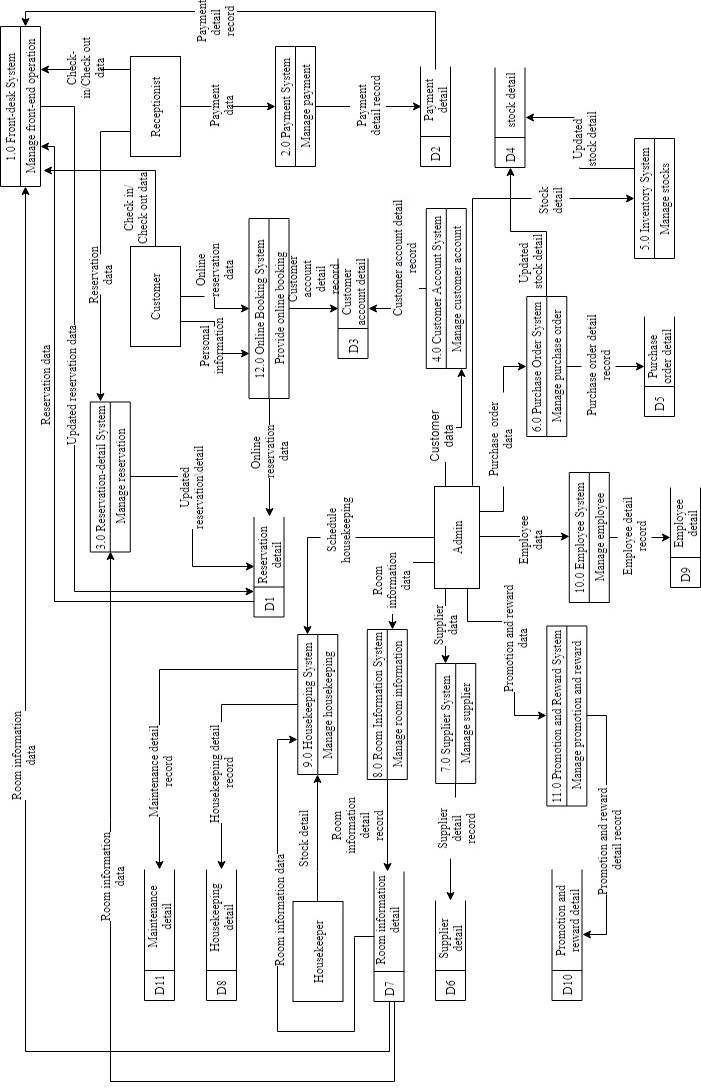 1.0 Front-desk System
Manage front-end operation
Payment
detail
record
Check-
in Check out
data
Receptionist
Payment
data
2.0 Payment System
Manage payment
Payment
detail record
Payment
detail
D2
stock detail
D4
Updated
stock detail
5.0 Inventory System
Manage stocks
Stock
detail
Check in/
Check out data
Customer
Online
reservation
data
Personal
information
12.0 Online Booking System
Provide online booking
Customer
account
detail
record
Customer
account detail
D3
Customer account detail
record
4.0 Customer Account System
Manage customer account
Updated
stock detail
6.0 Purchase Order System
Manage purchase order
Purchase order detail
record
Purchase
order detail
D5
Reservation
data
Reservation data
Updated reservation data
3.0 Reservation-detail System
Manage reservation
Updated
reservation detail
Online
reservation
data
Reservation
detail
D1
Customer
data
Purchase order
data
Admin
Schedule
housekeeping
Room
information
data
Supplier
data
Employee
data
10.0 Employee System
Manage employee
Employee detail
record
Employee
detail
D9
Promotion and reward
data
Room information
data
Room information
data
Maintenance detail
record
Housekeeping detail
record
9.0 Housekeeping System
Manage housekeeping
8.0 Room Information System
Manage room information
7.0 Supplier System
Manage supplier
11.0 Promotion and Reward System
Manage promotion and reward
Room information data
Stock detail
Room
information
detail
record
Supplier
detail
record
Promotion and reward
detail record
Maintenance
detail
D11
Housekeeping
detail
D8
Housekeeper
Room information
detail
D7
Supplier
detail
D6
Promotion and
reward detail
D10